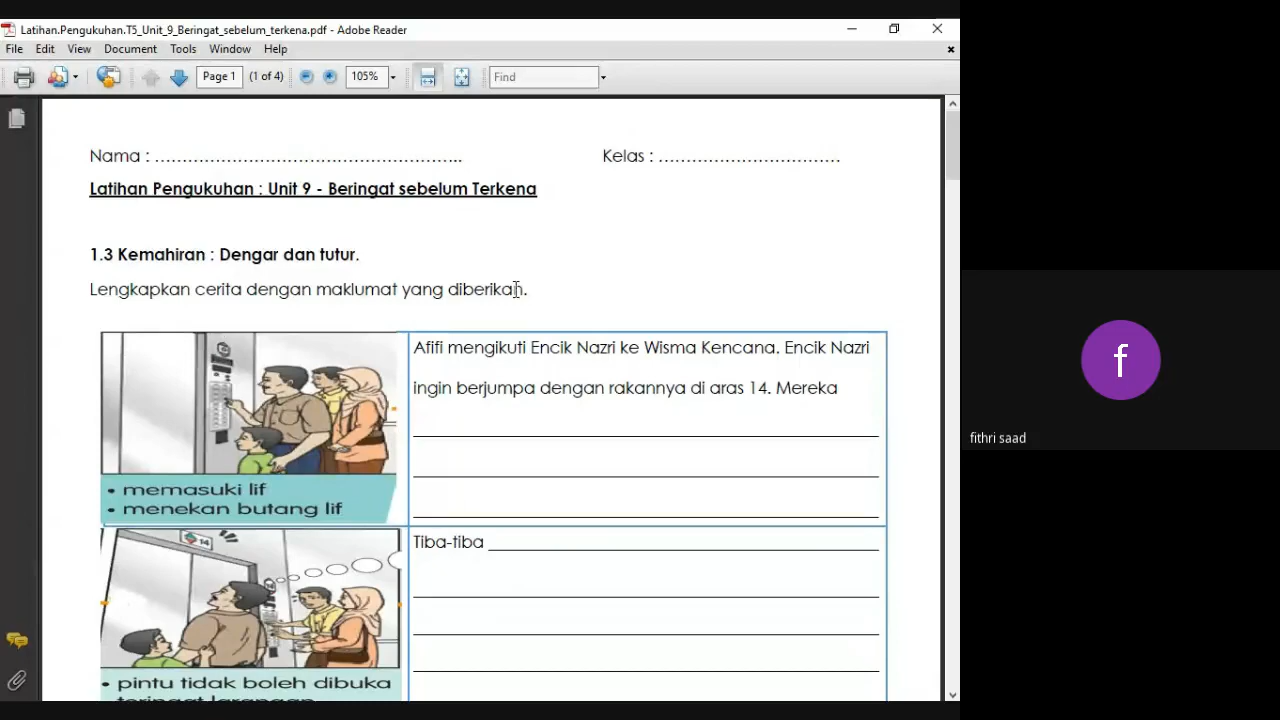 Latihan.Pengukuhan.T5_Unit_9_Beringat_sebelum_terkena.pdf - Adobe Reader
File Edit View Document Tools Window Help
Page 1 (1 of 4) 105% Find
Nama : ………………………………………………….. Kelas : ……………………………
Latihan Pengukuhan : Unit 9 - Beringat sebelum Terkena
1.3 Kemahiran : Dengar dan tutur.
Lengkapkan cerita dengan maklumat yang diberikan.
Afifi mengikuti Encik Nazri ke Wisma Kencana. Encik Nazri
ingin berjumpa dengan rakannya di aras 14. Mereka
• memasuki lif
• menekan butang lif
14
Tiba-tiba
• pintu tidak boleh dibuka
teringat larangan
f
fithri saad